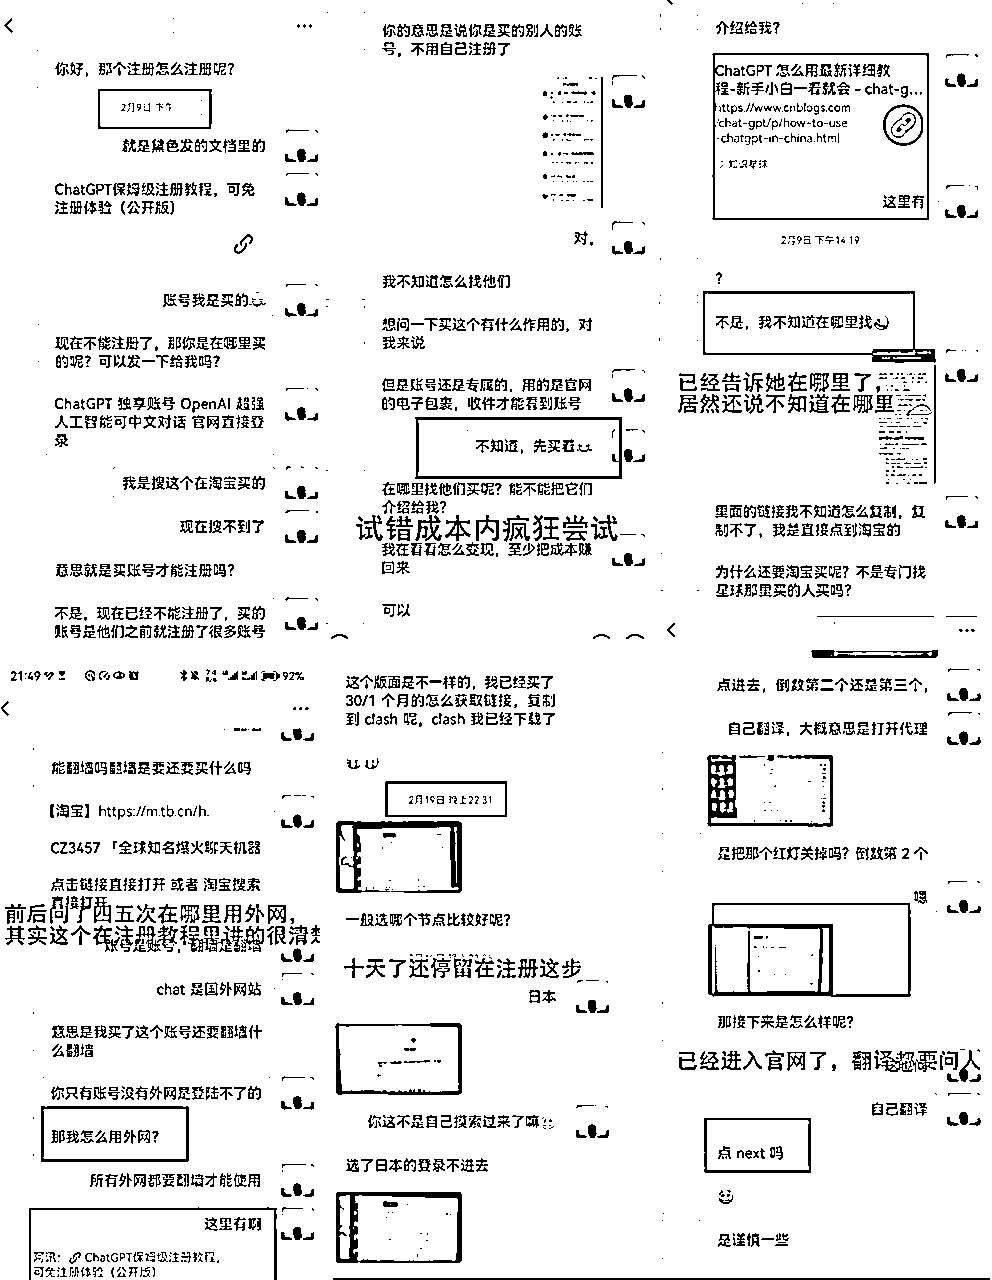 你好，那个注册怎么注册呢？
2月9日 下午
就是黛色发的文档里的
ChatGPT保姆级注册教程，可免
注册体验（公开版）
账号我是买的
现在不能注册了，那你是在哪里买
的呢？可以发一下给我吗？
ChatGPT 独享账号 OpenAI 超强
人工智能可中文对话 官网直接登
录
我是搜这个在淘宝买的
现在搜不到了
意思就是买账号才能注册吗？
不是，现在已经不能注册了，买的
账号是他们之前就注册了很多账号
你的意思是说你是买的别人的账
号，不用自己注册了
对，
我不知道怎么找他们
想问一下买这个有什么作用的，对
我来说
但是账号还是专属的，用的是官网
的电子包裹，收件才能看到账号
不知道，先买看
在哪里找他们买呢？能不能把它们
介绍给我？
试错成本内疯狂尝试
我在看看怎么变现，至少把成本赚
回来
可以
介绍给我？
ChatGPT 怎么用最新详细教
程-新手小白一看就会 - chat-g...
https://www.cnblogs.com
/chat-gpt/p/how-to-use
-chatgpt-in-china.html
知识星球
这里有
2月9日 下午14:19
？
不是，我不知道在哪里找
已经告诉她在哪里了，
居然还说不知道在哪里
里面的链接我不知道怎么复制，复
制不了，我是直接点到淘宝的
为什么还要淘宝买呢？不是专门找
星球那里买的人买吗？
21:49
92%
能翻墙吗翻墙是要还要买什么吗
【淘宝】https://m.tb.cn/h.
CZ3457 「全球知名爆火聊天机器
点击链接直接打开 或者 淘宝搜索
直接打开
前后问了四五次在哪里用外网，
其实这个在注册教程里讲的很清楚
账号是账号，翻墙是翻墙
chat 是国外网站
意思是我买了这个账号还要翻墙什
么翻墙
你只有账号没有外网是登陆不了的
那我怎么用外网？
所有外网都要翻墙才能使用
这里有啊
ChatGPT保姆级注册教程，
可免注册体验（公开版）
这个版面是不一样的，我已经买了
30/1 个月的怎么获取链接，复制
到 clash 呢，clash 我已经下载了
2月19日 晚上22:31
一般选哪个节点比较好呢？
十天了还停留在注册这步
日本
你这不是自己摸索过来了嘛
选了日本的登录不进去
点进去，倒数第二个还是第三个，
自己翻译，大概意思是打开代理
是把那个红灯关掉吗？倒数第 2 个
嗯
那接下来是怎么样呢？
已经进入官网了，翻译都要问人
自己翻译
点 next 吗
是谨慎一些